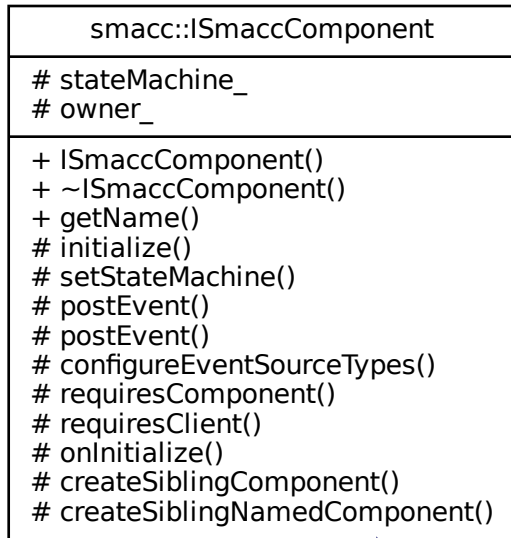 smacc::ISmaccComponent
# stateMachine_
# owner_
+ ISmaccComponent()
+ ~ISmaccComponent()
+ getName()
# initialize()
# setStateMachine()
# postEvent()
# postEvent()
# configureEventSourceTypes()
# requiresComponent()
# requiresClient()
# onInitialize()
# createSiblingComponent()
# createSiblingNamedComponent()